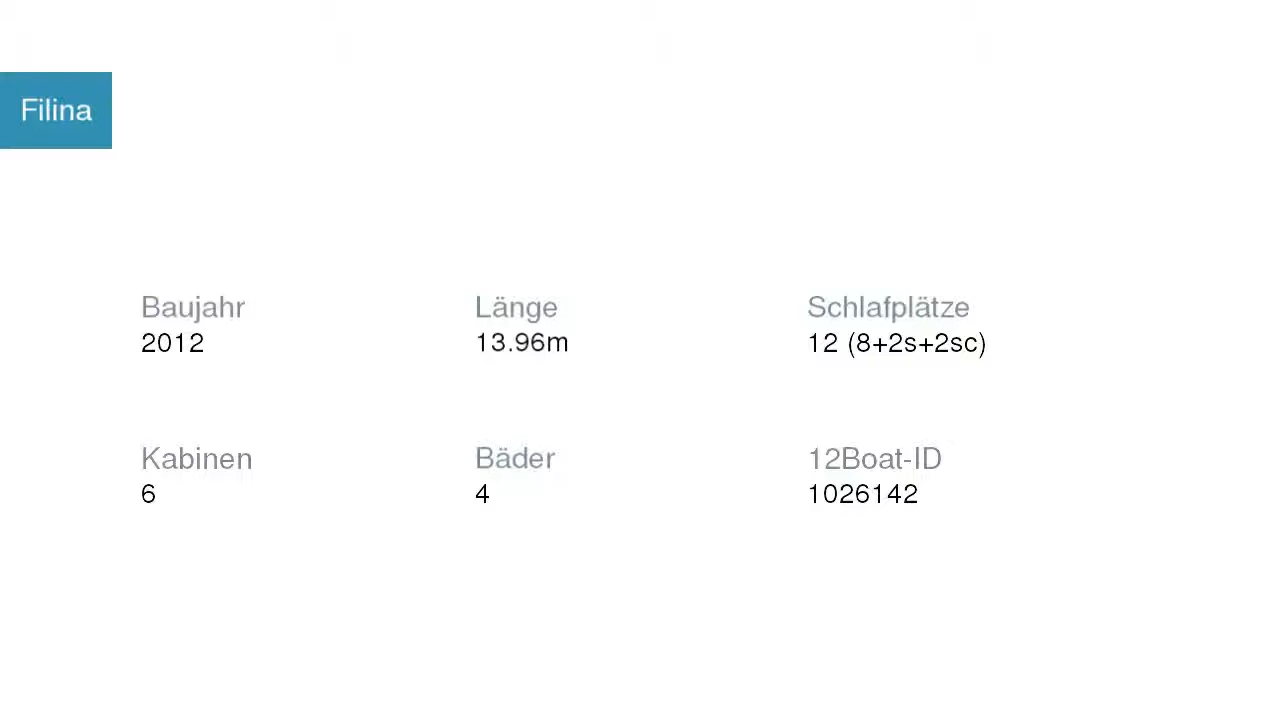 Filina
Baujahr
2012
Länge
13.96m
Schlafplätze
12 (8+2s+2sc)
Kabinen
6
Bäder
4
12Boat-ID
1026142